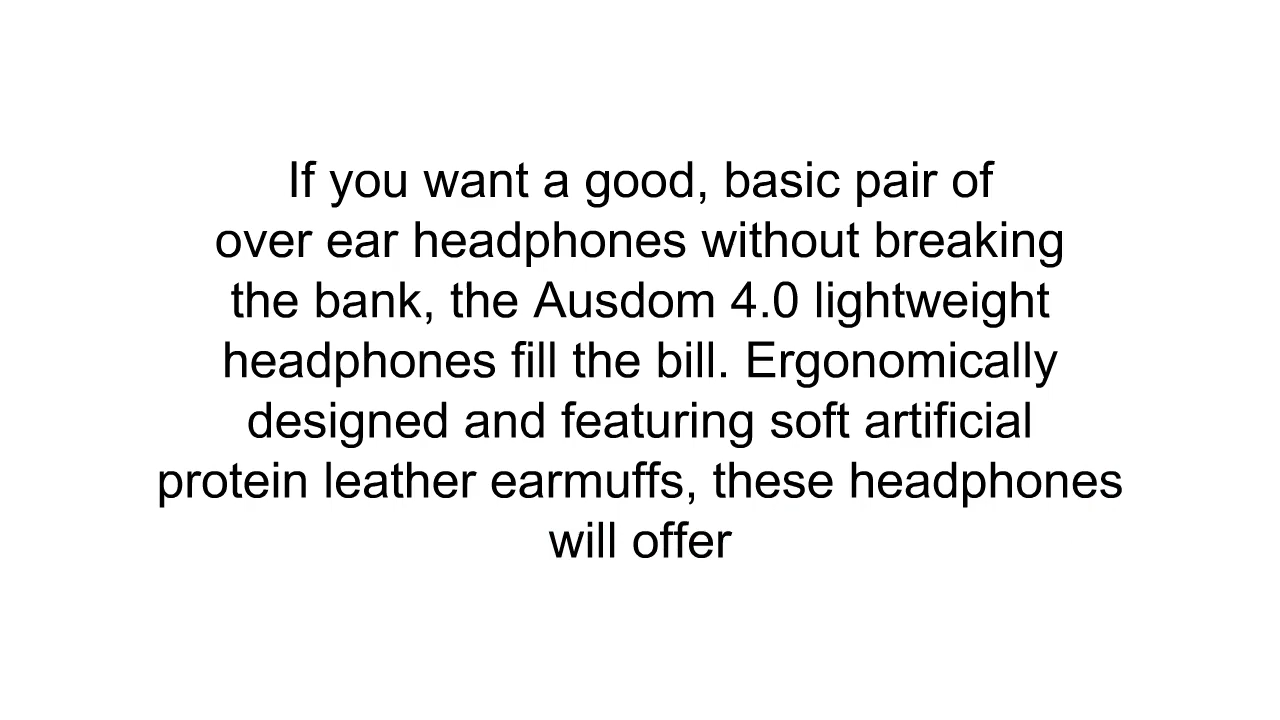 If you want a good, basic pair of
over ear headphones without breaking
the bank, the Ausdom 4.0 lightweight
headphones fill the bill. Ergonomically
designed and featuring soft artificial
protein leather earmuffs, these headphones
will offer